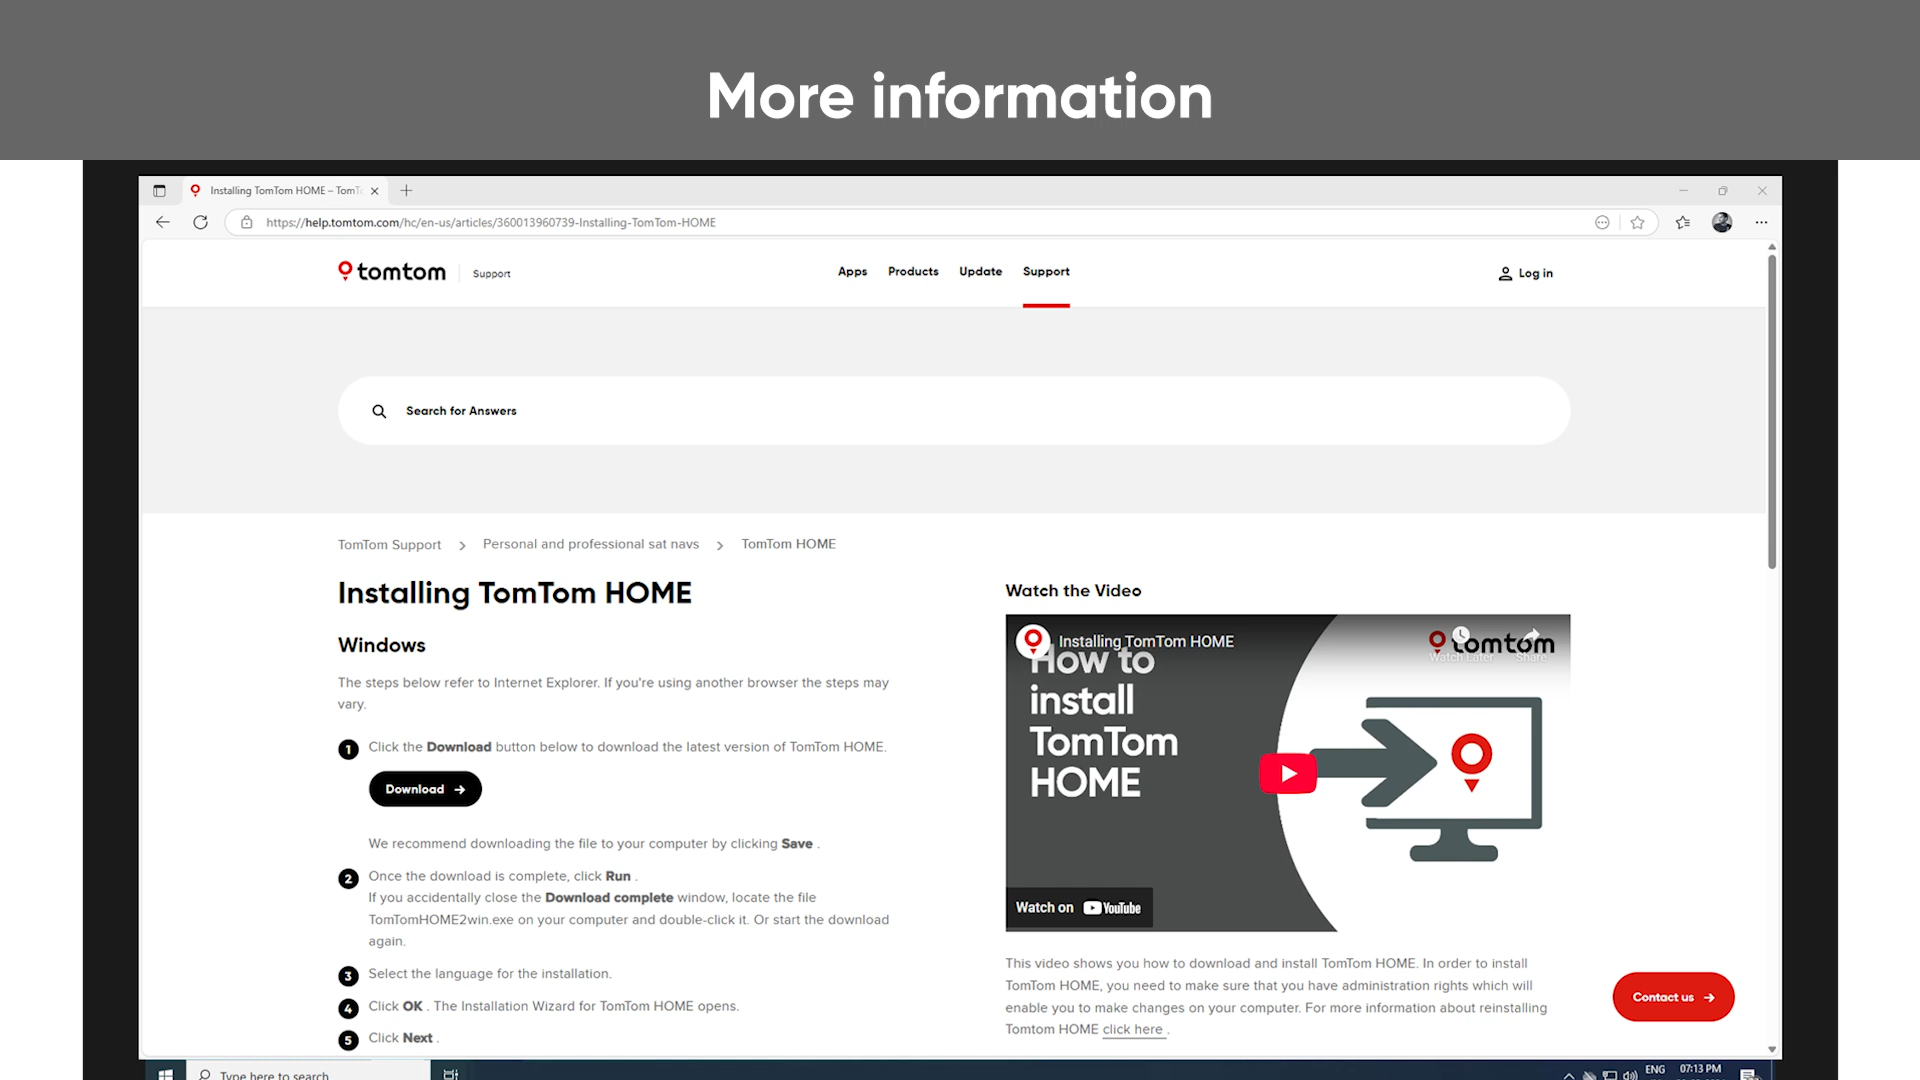 More information
Installing TomTom HOME – TomT
https://help.tomtom.com/hc/en-us/articles/360013960739-Installing-TomTom-HOME
tomtom Support
Apps Products Update Support
Log in
Search for Answers
TomTom Support > Personal and professional sat navs > TomTom HOME
Installing TomTom HOME
Windows
The steps below refer to Internet Explorer. If you're using another browser the steps may
vary.
1 Click the Download button below to download the latest version of TomTom HOME.
Download →
We recommend downloading the file to your computer by clicking Save .
2 Once the download is complete, click Run .
If you accidentally close the Download complete window, locate the file
TomTomHOME2win.exe on your computer and double-click it. Or start the download
again.
3 Select the language for the installation.
4 Click OK . The Installation Wizard for TomTom HOME opens.
5 Click Next .
Watch the Video
Installing TomTom HOME
tomtom
Watch Later Share
How to
install
TomTom
HOME
Watch on YouTube
This video shows you how to download and install TomTom HOME. In order to install
TomTom HOME, you need to make sure that you have administration rights which will
enable you to make changes on your computer. For more information about reinstalling
Tomtom HOME click here .
Contact us →
Type here to search
ENG
07:13 PM